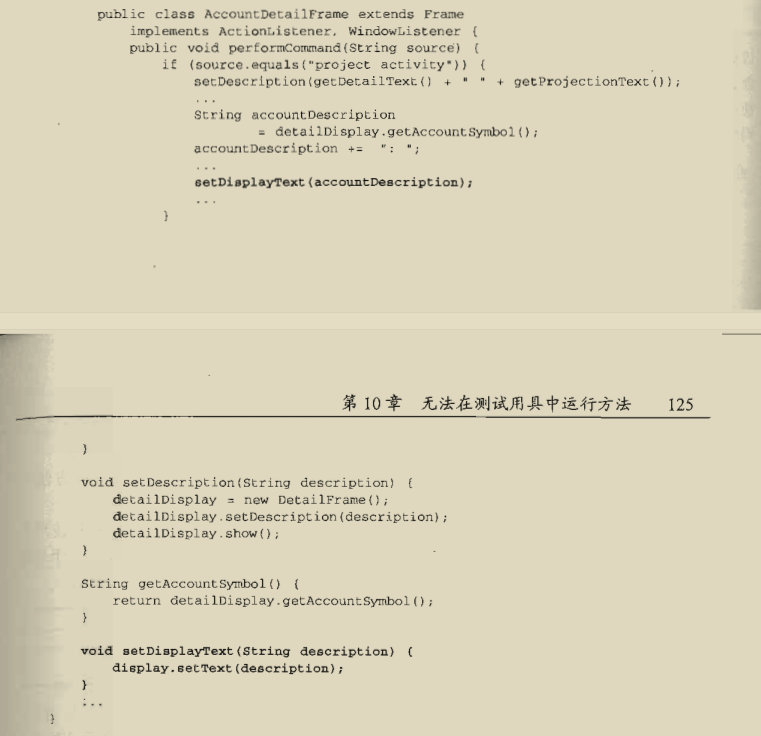 public class AccountDetailFrame extends Frame
implements ActionListener, WindowListener {
public void performCommand(String source) {
if (source.equals("project activity")) {
setDescription(getDetailText() + " " + getProjectionText());
...
String accountDescription
= detailDisplay.getAccountSymbol();
accountDescription += ": ";
...
setDisplayText(accountDescription);
...
}
第10章 无法在测试用具中运行方法 125
}
void setDescription(String description) {
detailDisplay = new DetailFrame();
detailDisplay.setDescription(description);
detailDisplay.show();
}
String getAccountSymbol() {
return detailDisplay.getAccountSymbol();
}
void setDisplayText(String description) {
display.setText(description);
}
...
}